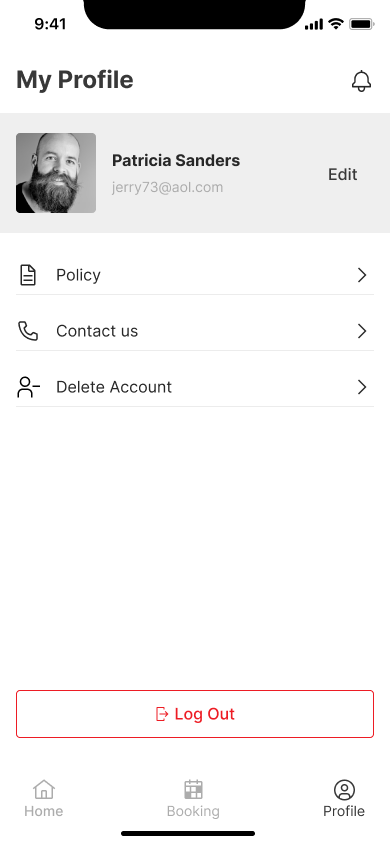 9:41
My Profile
Patricia Sanders
jerry73@aol.com
Edit
Policy
Contact us
Delete Account
Log Out
Home
Booking
Profile